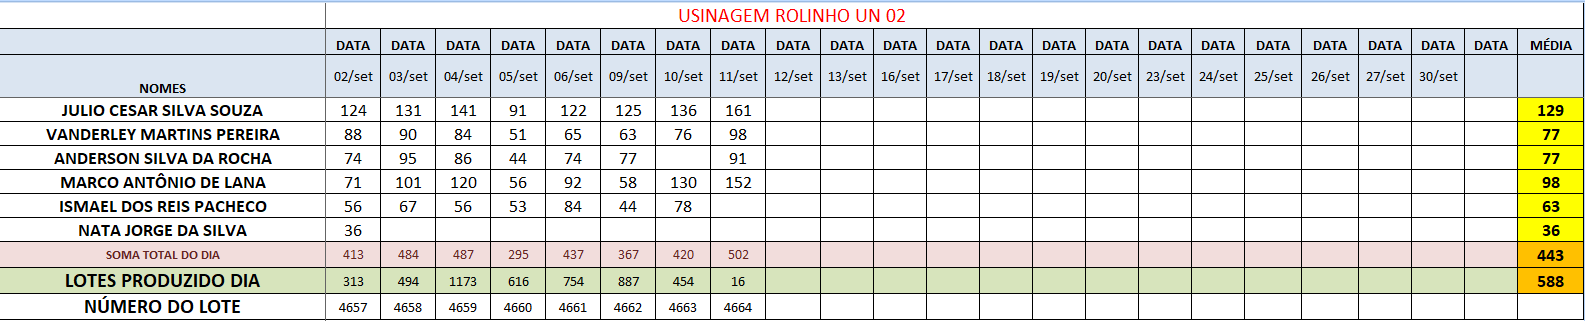 USINAGEM ROLINHO UN 02
DATA DATA DATA DATA DATA DATA DATA DATA DATA DATA DATA DATA DATA DATA DATA DATA DATA DATA DATA DATA DATA DATA MÉDIA
NOMES 02/set 03/set 04/set 05/set 06/set 09/set 10/set 11/set 12/set 13/set 16/set 17/set 18/set 19/set 20/set 23/set 24/set 25/set 26/set 27/set 30/set
JULIO CESAR SILVA SOUZA 124 131 141 91 122 125 136 161 129
VANDERLEY MARTINS PEREIRA 88 90 84 51 65 63 76 98 77
ANDERSON SILVA DA ROCHA 74 95 86 44 74 77 91 77
MARCO ANTÔNIO DE LANA 71 101 120 56 92 58 130 152 98
ISMAEL DOS REIS PACHECO 56 67 56 53 84 44 78 63
NATA JORGE DA SILVA 36 36
SOMA TOTAL DO DIA 413 484 487 295 437 367 420 502 443
LOTES PRODUZIDO DIA 313 494 1173 616 754 887 454 16 588
NÚMERO DO LOTE 4657 4658 4659 4660 4661 4662 4663 4664